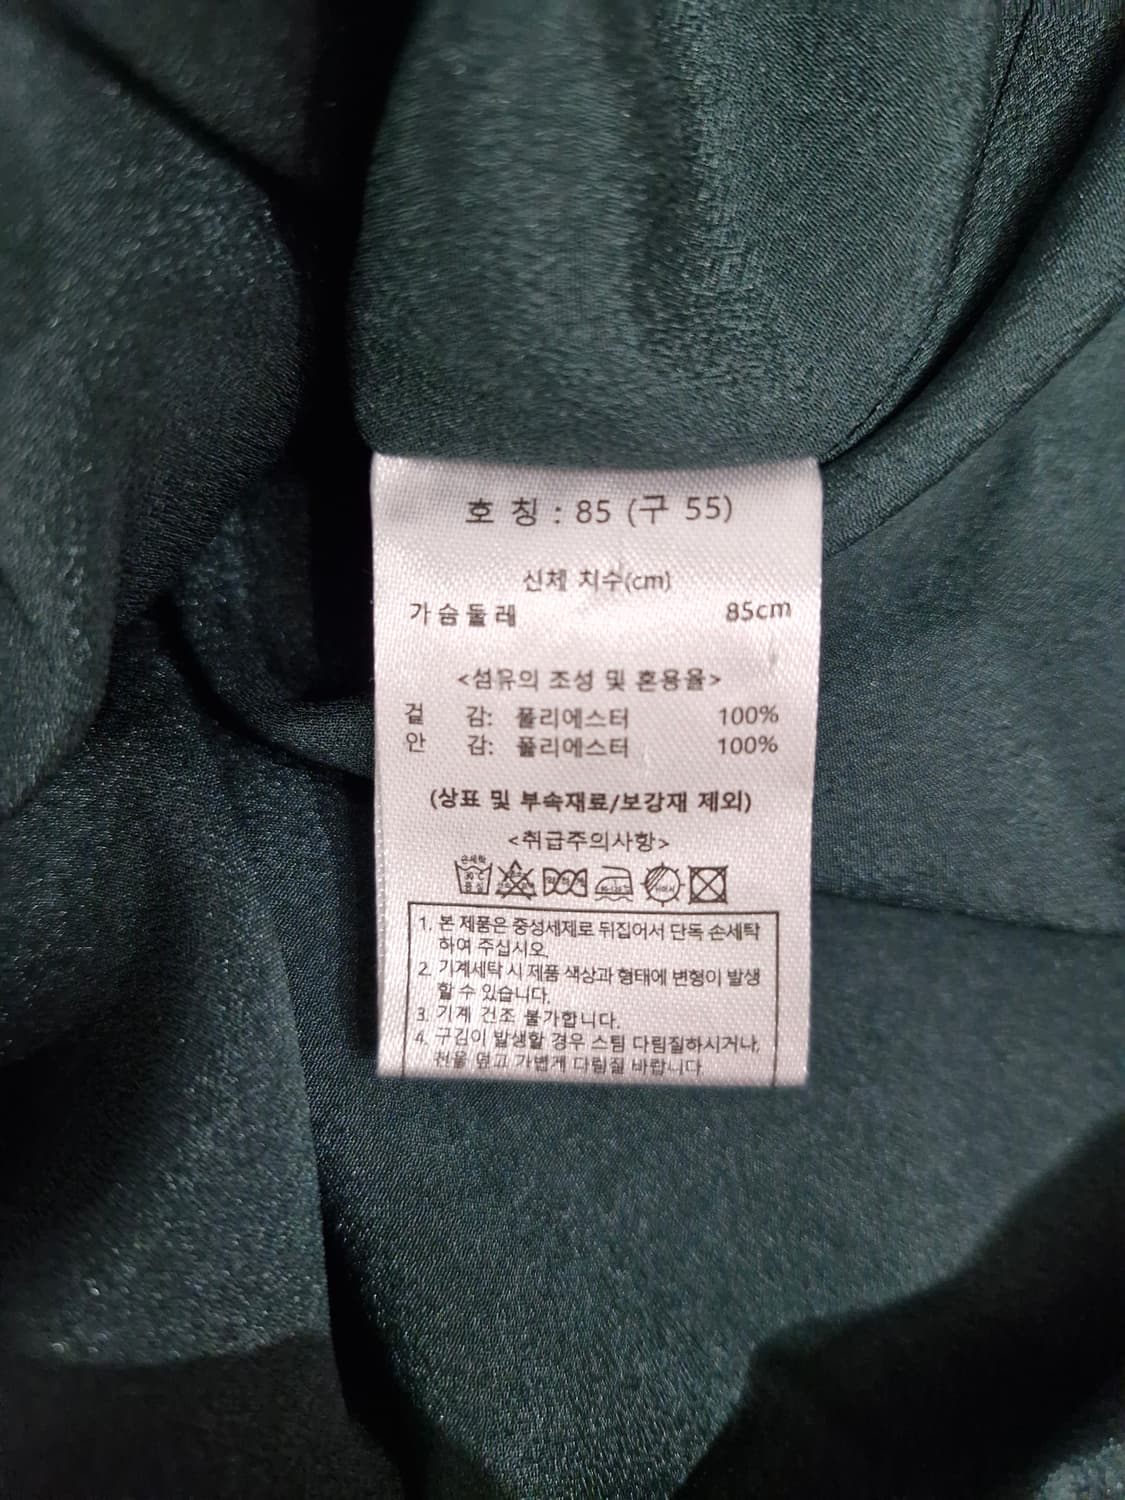 호 칭 : 85 (구 55)
신체 치수(cm)
가슴둘레 85cm
<섬유의 조성 및 혼용율>
겉 감: 폴리에스터 100%
안 감: 폴리에스터 100%
(상표 및 부속재료/보강재 제외)
<취급주의사항>
손세탁
1. 본 제품은 중성세제로 뒤집어서 단독 손세탁
하여 주십시오.
2. 기계세탁 시 제품 색상과 형태에 변형이 발생
할 수 있습니다.
3. 기계 건조 불가합니다.
4. 구김이 발생할 경우 스팀 다림질하시거나,
천을 덮고 가볍게 다림질 바랍니다